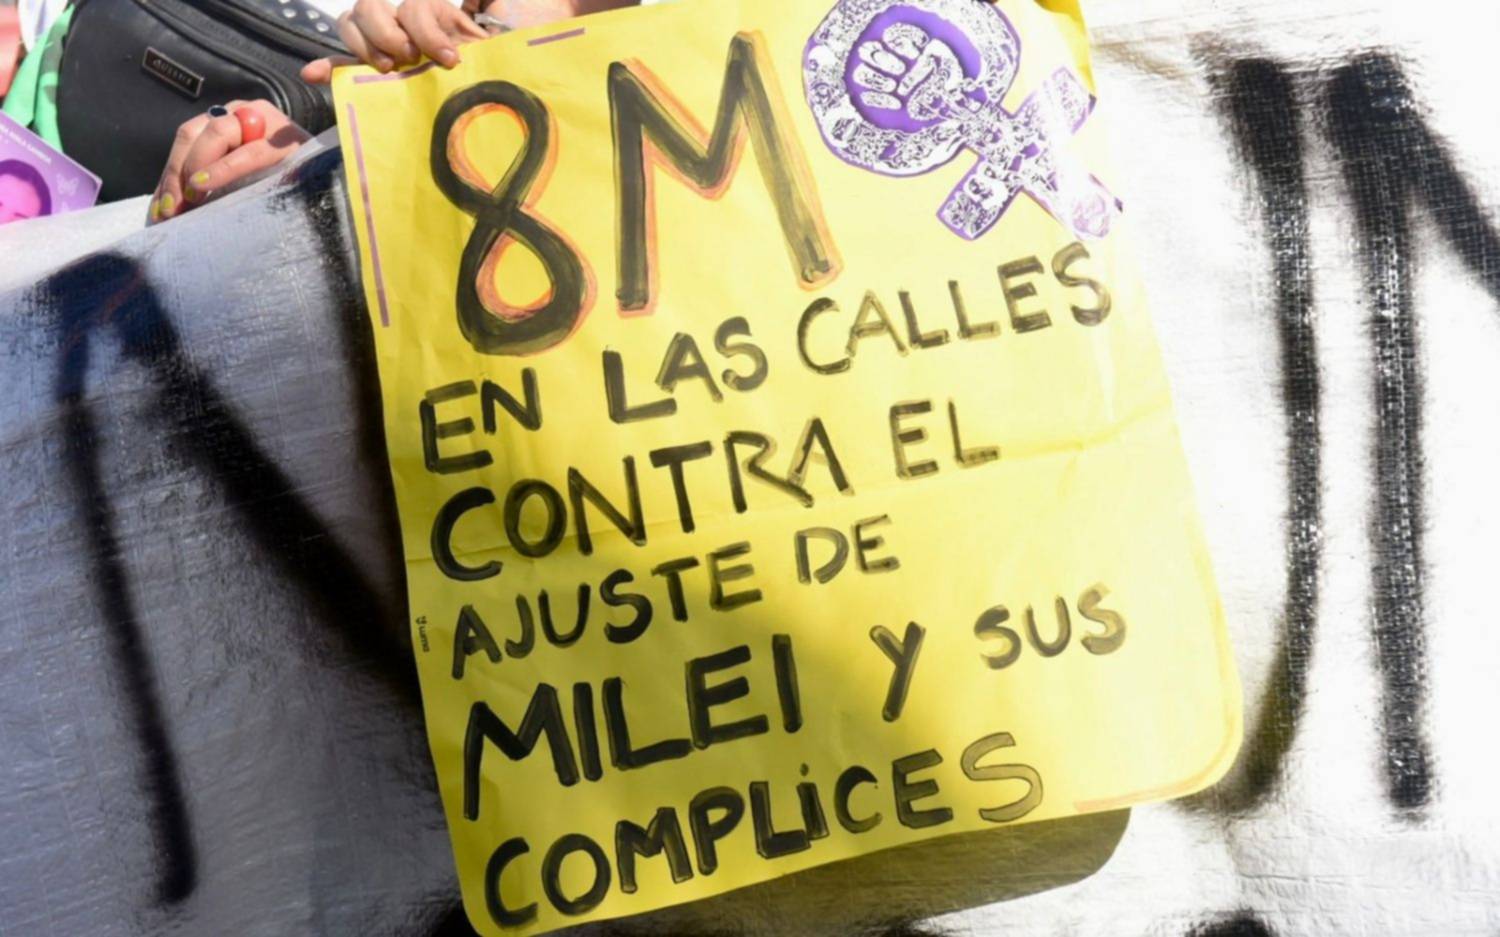 8M
EN LAS CALLES
CONTRA EL
AJUSTE DE
MILEI Y SUS
COMPLICES